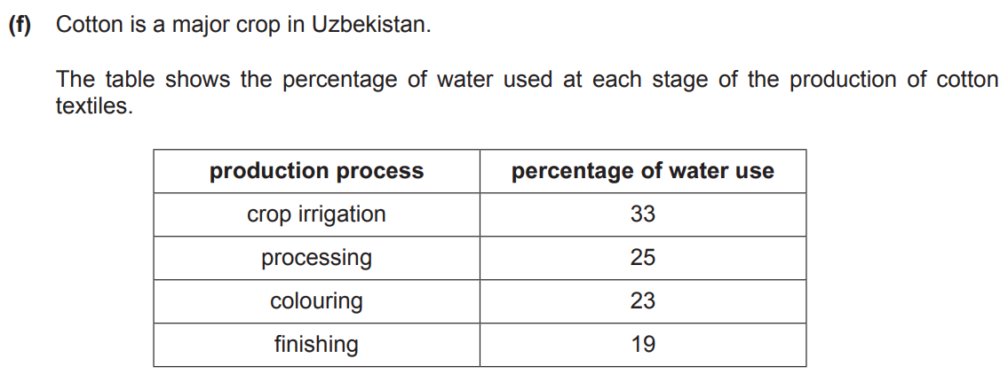 (f) Cotton is a major crop in Uzbekistan.
The table shows the percentage of water used at each stage of the production of cotton
textiles.
production process percentage of water use
crop irrigation 33
processing 25
colouring 23
finishing 19